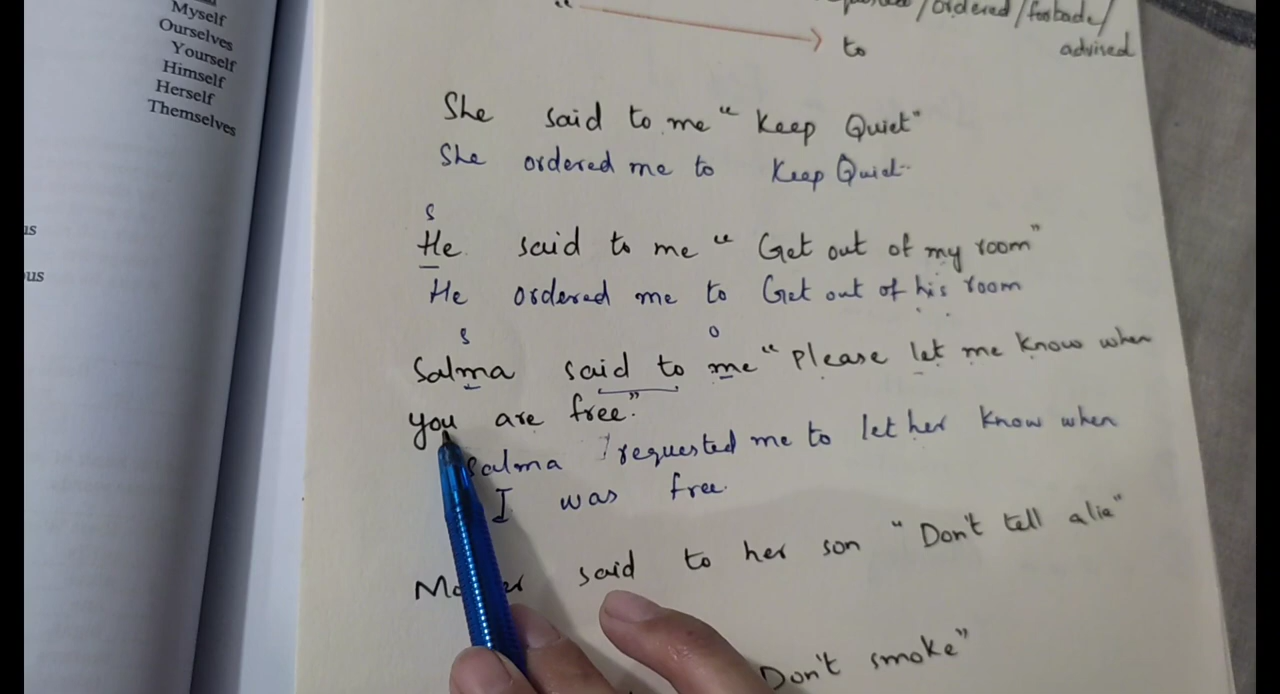 Myself
Ourselves
Yourself
Himself
Herself
Themselves
/ordered/forbade/
to advised
She said to me "Keep Quiet"
She ordered me to Keep Quiet.
S
He said to me "Get out of my room"
He ordered me to Get out of his room
S O
Salma said to me "please let me know when
you are free."
Salma requested me to let her know when
I was free.
said to her son "Don't tell a lie"
Don't smoke"